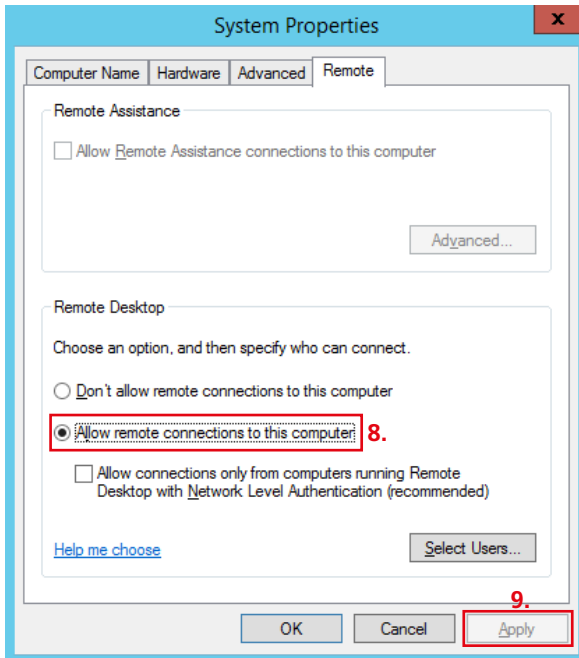 System Properties
x
Computer Name Hardware Advanced Remote
Remote Assistance
Allow Remote Assistance connections to this computer
Advanced...
Remote Desktop
Choose an option, and then specify who can connect.
Don't allow remote connections to this computer
Allow remote connections to this computer 8.
Allow connections only from computers running Remote
Desktop with Network Level Authentication (recommended)
Help me choose Select Users...
9.
OK Cancel Apply